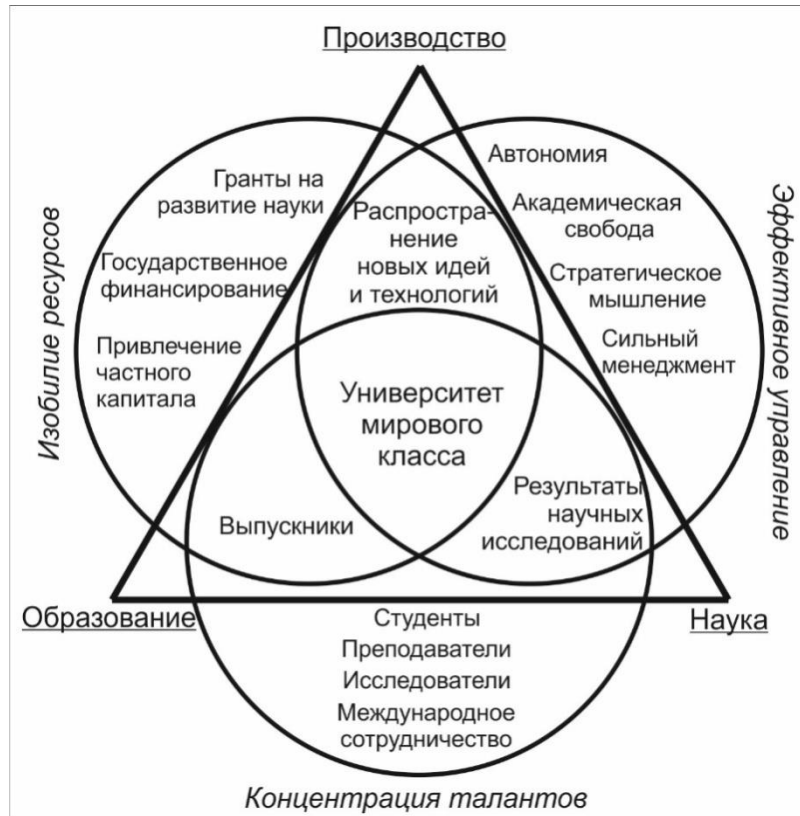 Производство
Гранты на
развитие науки
Государственное
финансирование
Привлечение
частного
капитала
Изобилие ресурсов
Распростра-
нение
новых идей
и технологий
Автономия
Академическая
свобода
Стратегическое
мышление
Сильный
менеджмент
Эффективное управление
Университет
мирового
класса
Выпускники
Результаты
научных
исследований
Образование
Наука
Студенты
Преподаватели
Исследователи
Международное
сотрудничество
Концентрация талантов